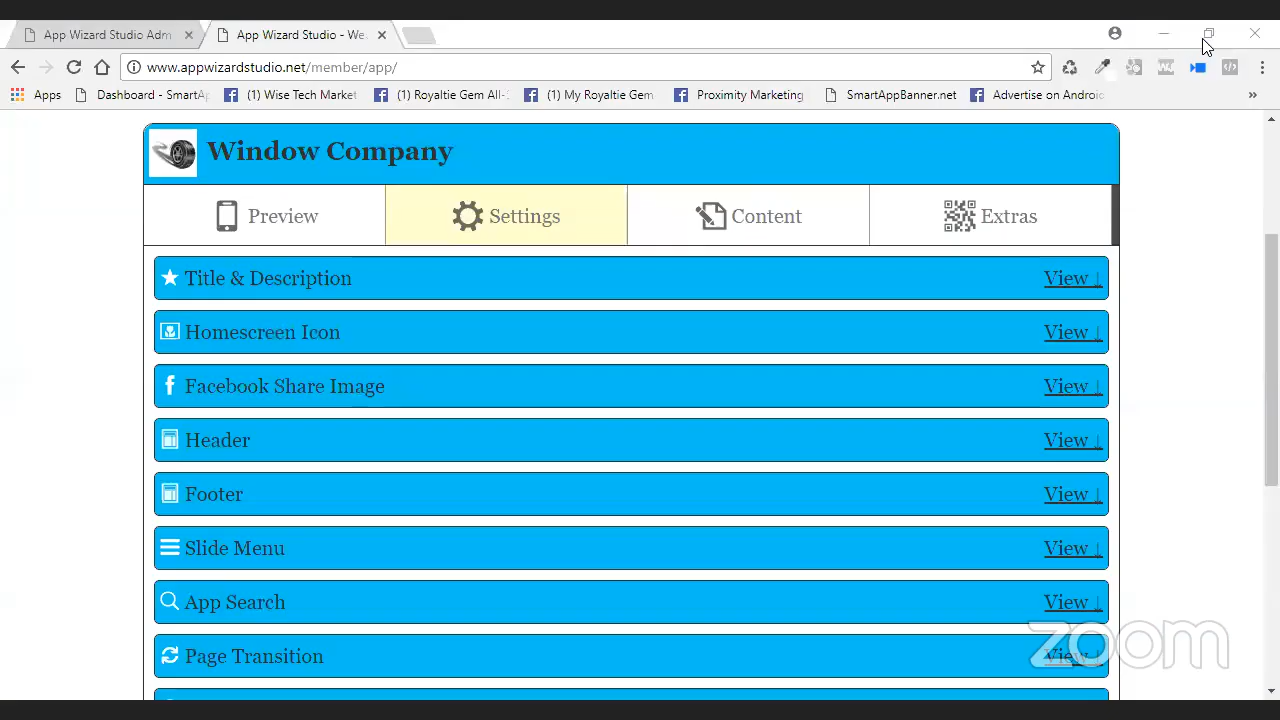 App Wizard Studio Adm
App Wizard Studio - We
www.appwizardstudio.net/member/app/
Apps
Dashboard - SmartAp
(1) Wise Tech Market
(1) Royaltie Gem All-
(1) My Royaltie Gem
Proximity Marketing
SmartAppBanner.net
Advertise on Android
Window Company
Preview
Settings
Content
Extras
Title & Description View ↓
Homescreen Icon View ↓
Facebook Share Image View ↓
Header View ↓
Footer View ↓
Slide Menu View ↓
App Search View ↓
Page Transition View ↓
zoom